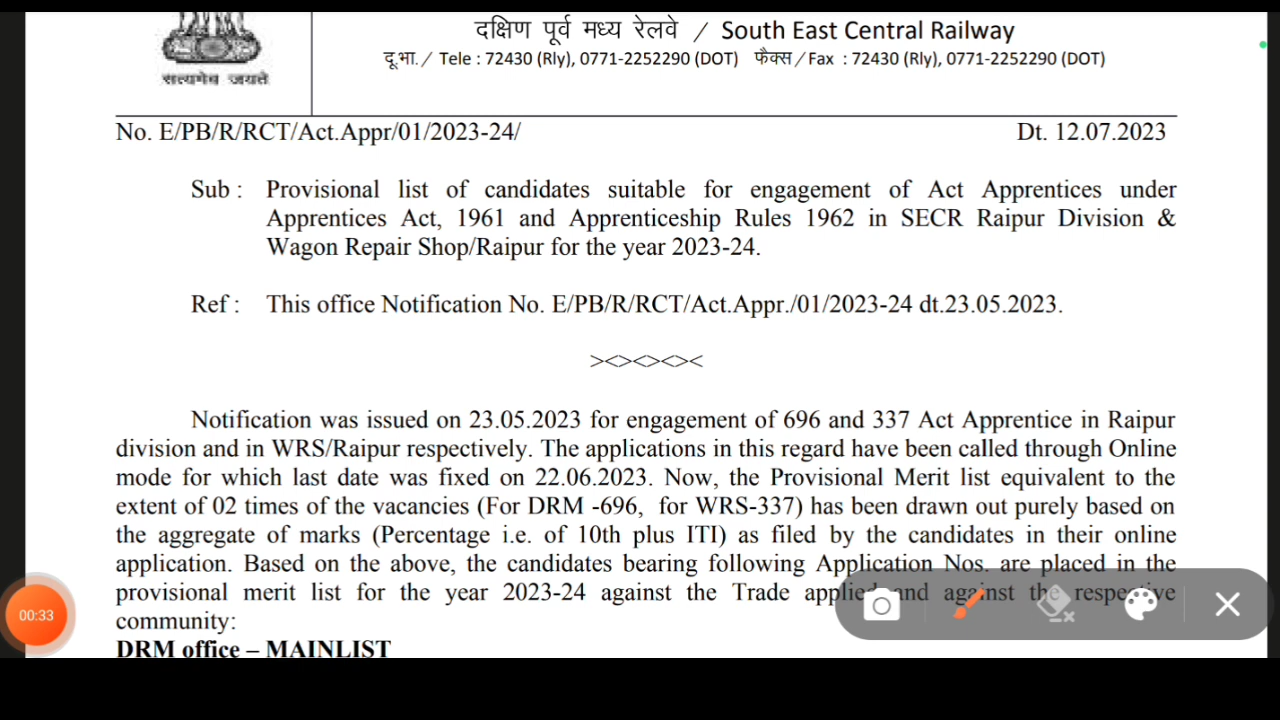 दक्षिण पूर्व मध्य रेलवे / South East Central Railway
सत्यमेव जयते
दू.भा./ Tele : 72430 (Rly), 0771-2252290 (DOT) फैक्स/Fax : 72430 (Rly), 0771-2252290 (DOT)
No. E/PB/R/RCT/Act.Appr/01/2023-24/ Dt. 12.07.2023
Sub : Provisional list of candidates suitable for engagement of Act Apprentices under
Apprentices Act, 1961 and Apprenticeship Rules 1962 in SECR Raipur Division &
Wagon Repair Shop/Raipur for the year 2023-24.
Ref : This office Notification No. E/PB/R/RCT/Act.Appr./01/2023-24 dt.23.05.2023.
><><><><
Notification was issued on 23.05.2023 for engagement of 696 and 337 Act Apprentice in Raipur
division and in WRS/Raipur respectively. The applications in this regard have been called through Online
mode for which last date was fixed on 22.06.2023. Now, the Provisional Merit list equivalent to the
extent of 02 times of the vacancies (For DRM -696, for WRS-337) has been drawn out purely based on
the aggregate of marks (Percentage i.e. of 10th plus ITI) as filed by the candidates in their online
application. Based on the above, the candidates bearing following Application Nos. are placed in the
provisional merit list for the year 2023-24 against the Trade applied and against the respective
community:
DRM office – MAINLIST
00:33